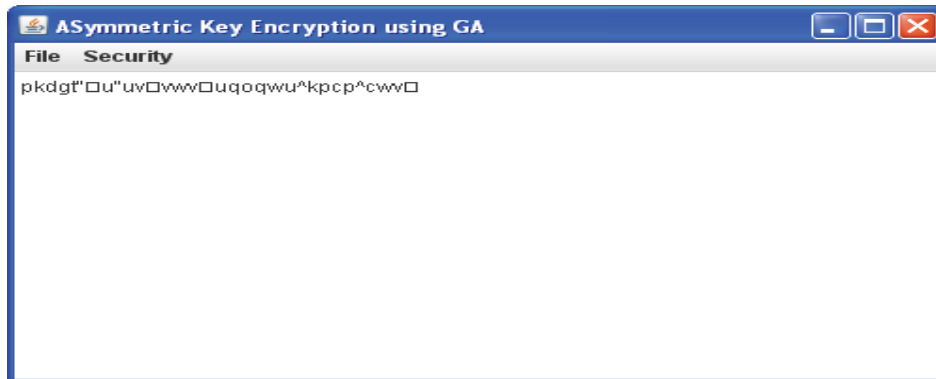 ASymmetric Key Encryption using GA
File Security
pkdgt"□u"uv□vwv□uqoqwu^kpcp^cwv□